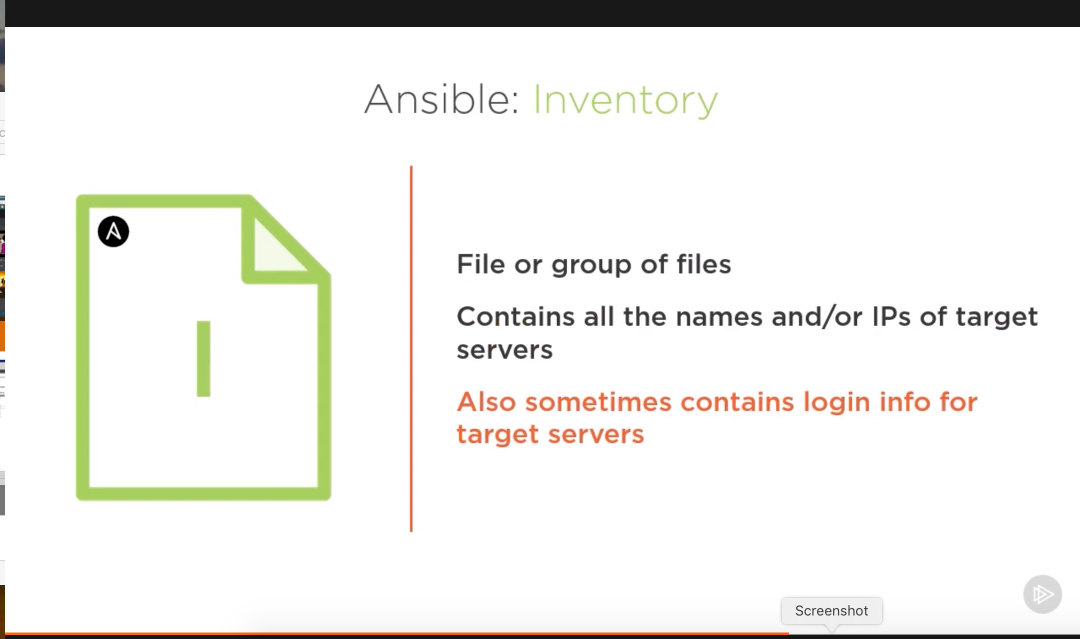 Ansible: Inventory
I
File or group of files
Contains all the names and/or IPs of target
servers
Also sometimes contains login info for
target servers
Screenshot